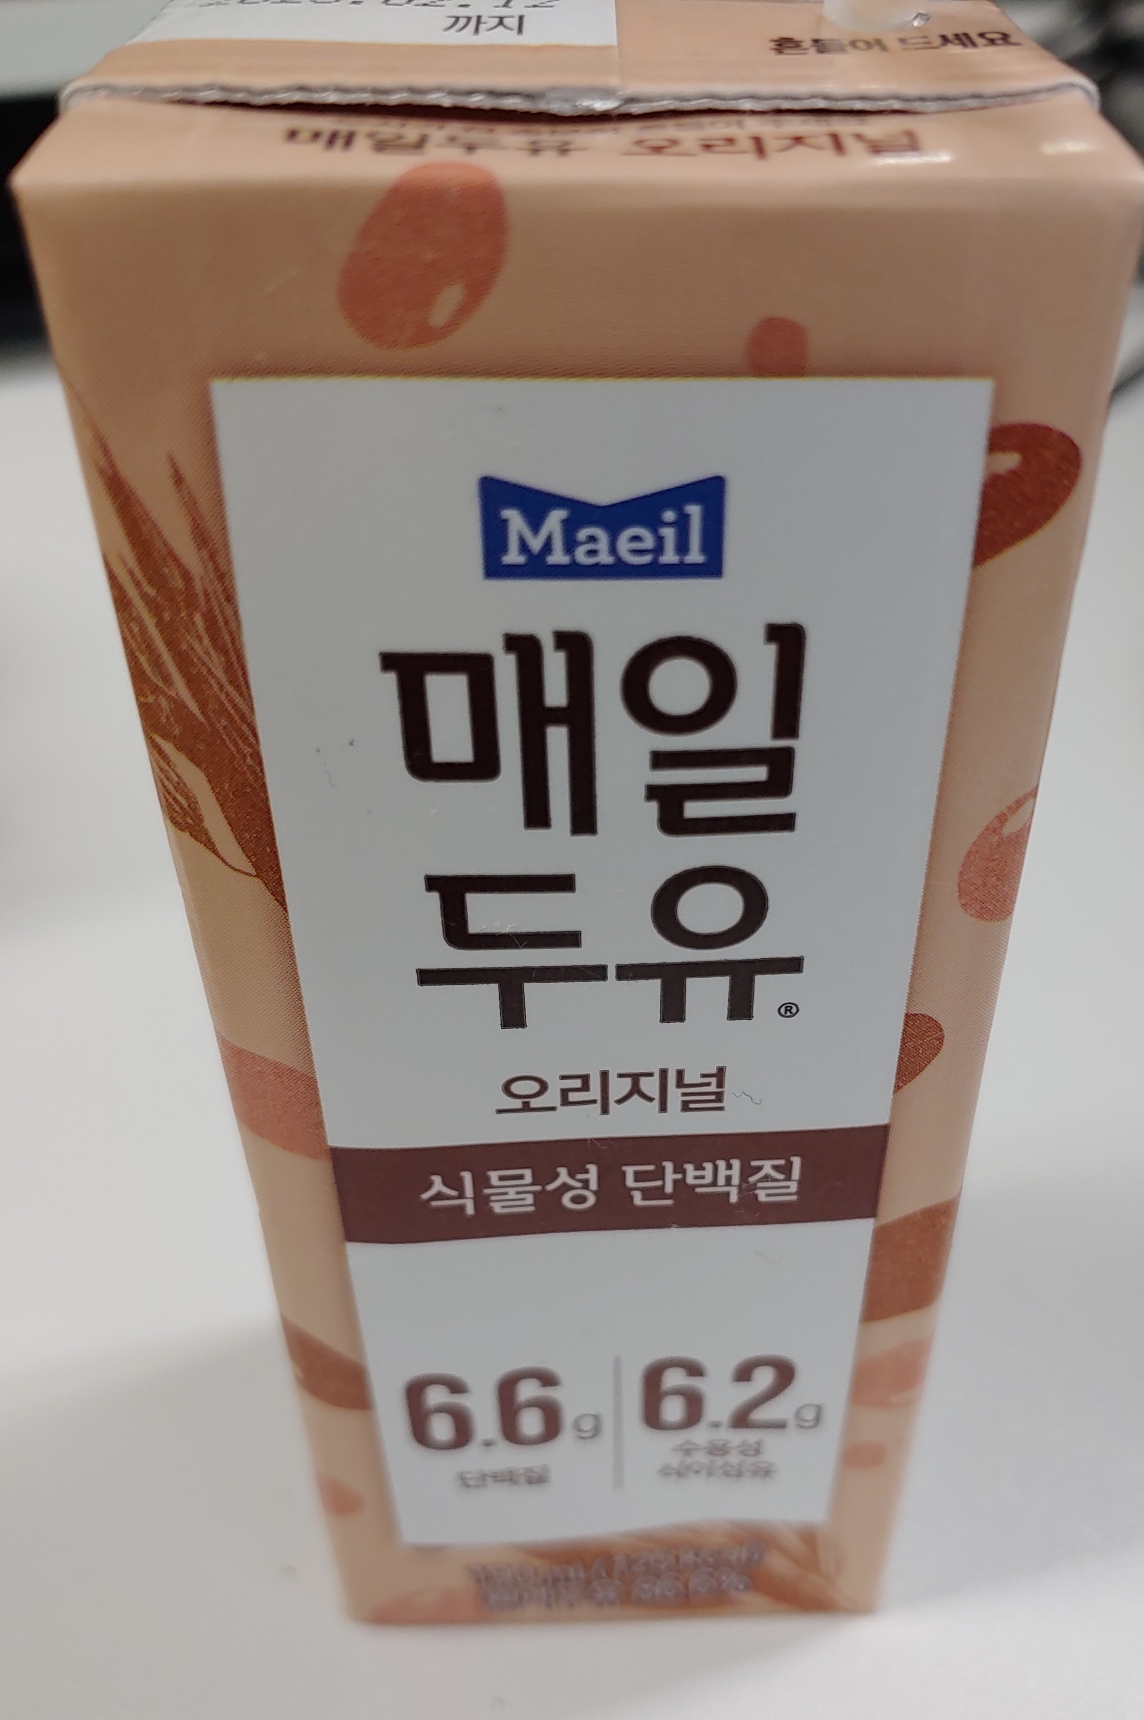 까지
흔들어 드세요
매일두유 오리지널
Maeil
매일
두유®
오리지널
식물성 단백질
6.6g
단백질
6.2g
수용성
식이섬유